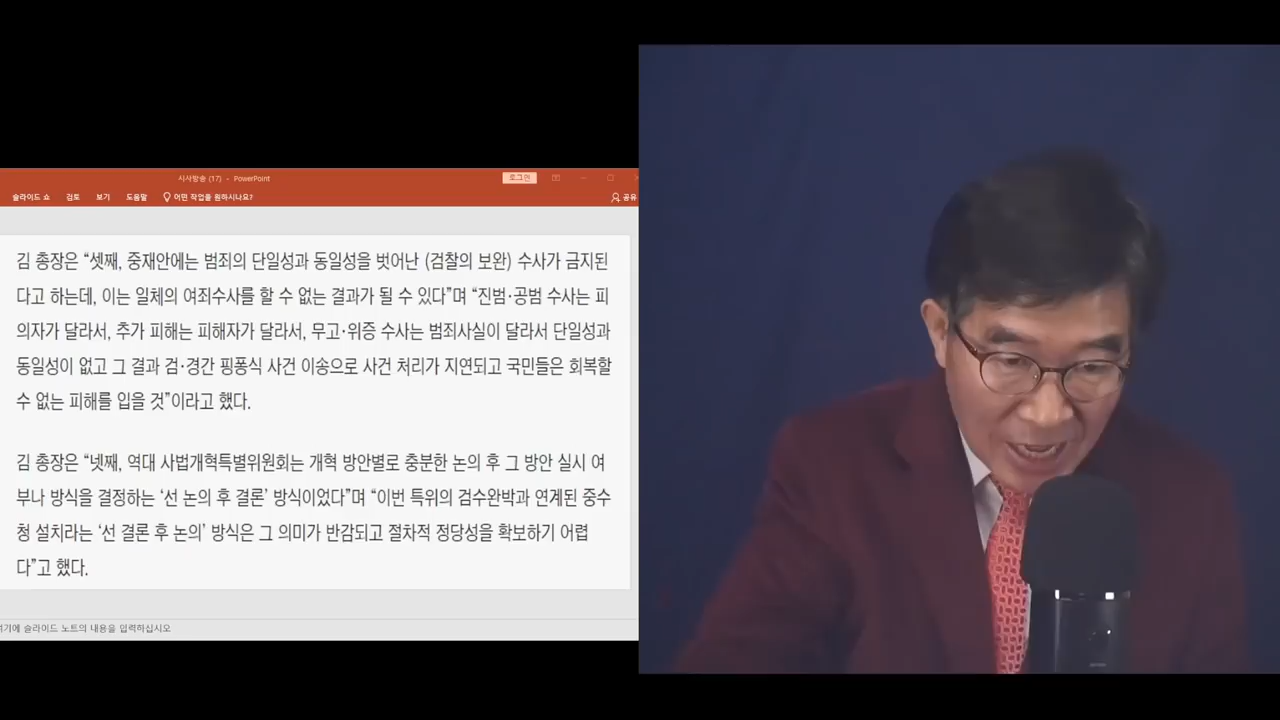 시사방송 (17) - PowerPoint
로그인
슬라이드 쇼 검토 보기 도움말 어떤 작업을 원하시나요? 공유
김 총장은 “셋째, 중재안에는 범죄의 단일성과 동일성을 벗어난 (검찰의 보완) 수사가 금지된
다고 하는데, 이는 일체의 여죄수사를 할 수 없는 결과가 될 수 있다”며 “진범·공범 수사는 피
의자가 달라서, 추가 피해는 피해자가 달라서, 무고·위증 수사는 범죄사실이 달라서 단일성과
동일성이 없고 그 결과 검·경간 핑퐁식 사건 이송으로 사건 처리가 지연되고 국민들은 회복할
수 없는 피해를 입을 것”이라고 했다.
김 총장은 “넷째, 역대 사법개혁특별위원회는 개혁 방안별로 충분한 논의 후 그 방안 실시 여
부나 방식을 결정하는 ‘선 논의 후 결론’ 방식이었다”며 “이번 특위의 검수완박과 연계된 중수
청 설치라는 ‘선 결론 후 논의’ 방식은 그 의미가 반감되고 절차적 정당성을 확보하기 어렵
다”고 했다.
여기에 슬라이드 노트의 내용을 입력하십시오